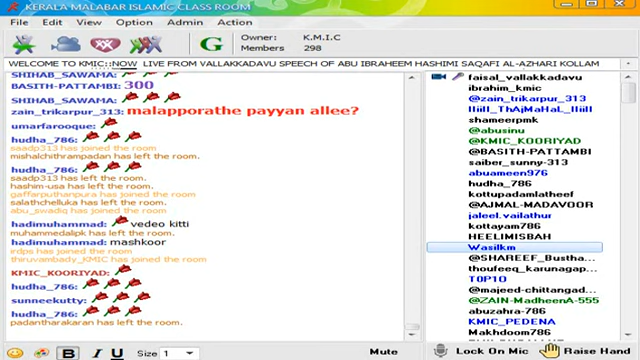 KERALA MALABAR ISLAMIC CLASS ROOM
File Edit View Option Admin Action
G
Owner: K.M.I.C
Members 298
WELCOME TO KMIC::NOW LIVE FROM VALLAKKADAVU SPEECH OF ABU IBRAHEEM HASHIMI SAQAFI AL-AZHARI KOLLAM
SHIHAB_SAWAMA:
BASITH-PATTAMBI: 300
SHIHAB_SAWAMA:
zain_trikarpur_313: malapporathe payyan allee?
umarfarooque:
hudha_786:
saadp313 has joined the room
mishalchithrampadan has left the room.
hudha_786:
saadp313 has left the room.
hashim-usa has left the room.
gaffarputhanpura has joined the room
salathchelluka has left the room.
abu_swadiq has joined the room
hadimuhammad: vedeo kitti
muhammedalipk has left the room.
hadimuhammad: mashkoor
irdps has joined the room
thiruvambady_KMIC has joined the room
KMIC_KOORIYAD:
hudha_786:
sunneekutty:
hudha_786:
padantharakaran has left the room.
faisal_vallakkadavu
ibrahim_kmic
@zain_trikarpur_313
shameerpmk
@abusinu
@KMIC_KOORIYAD
@BASITH-PATTAMBI
saiber_sunny-313
abuameen976
hudha_786
kottupadamlatheef
@AJMAL-MADAVOOR
jaleel.vailathur
kottayam786
HEELIMISBAH
Wasilkm
@SHAREEF_Bustha...
thoufeeq_karunagap...
T0P10
@majeed-chittangad...
@ZAIN-MadheenA-555
KMIC_PEDENA
Makhdoom786
B I U Size: 1 Mute Lock On Mic Raise Hand